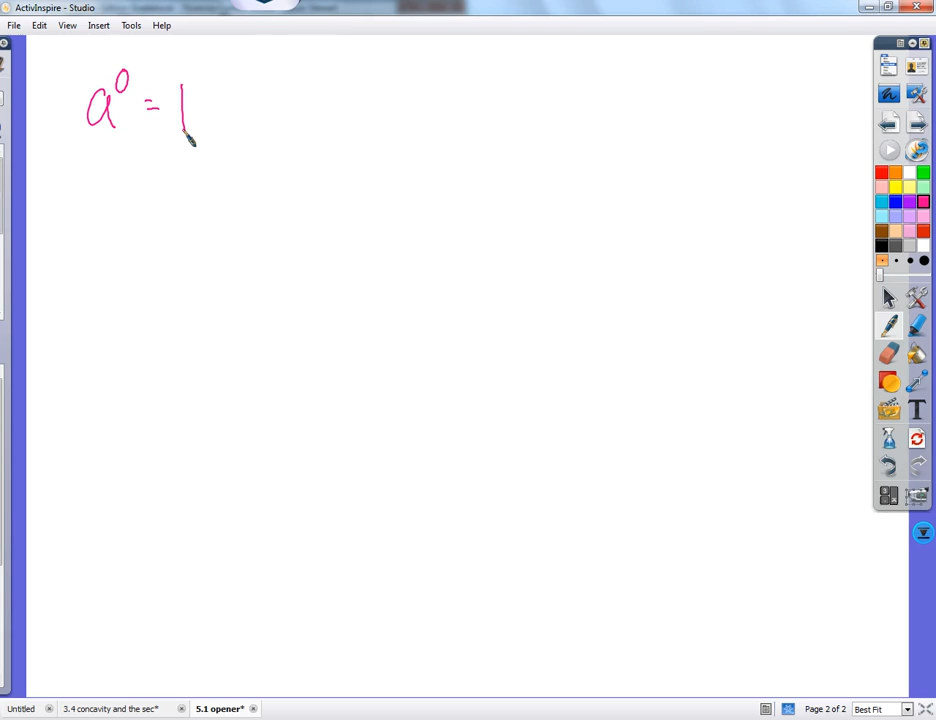 ActivInspire - Studio
File Edit View Insert Tools Help
a⁰ = 1
Untitled 3.4 concavity and the sec* 5.1 opener* Page 2 of 2 Best Fit